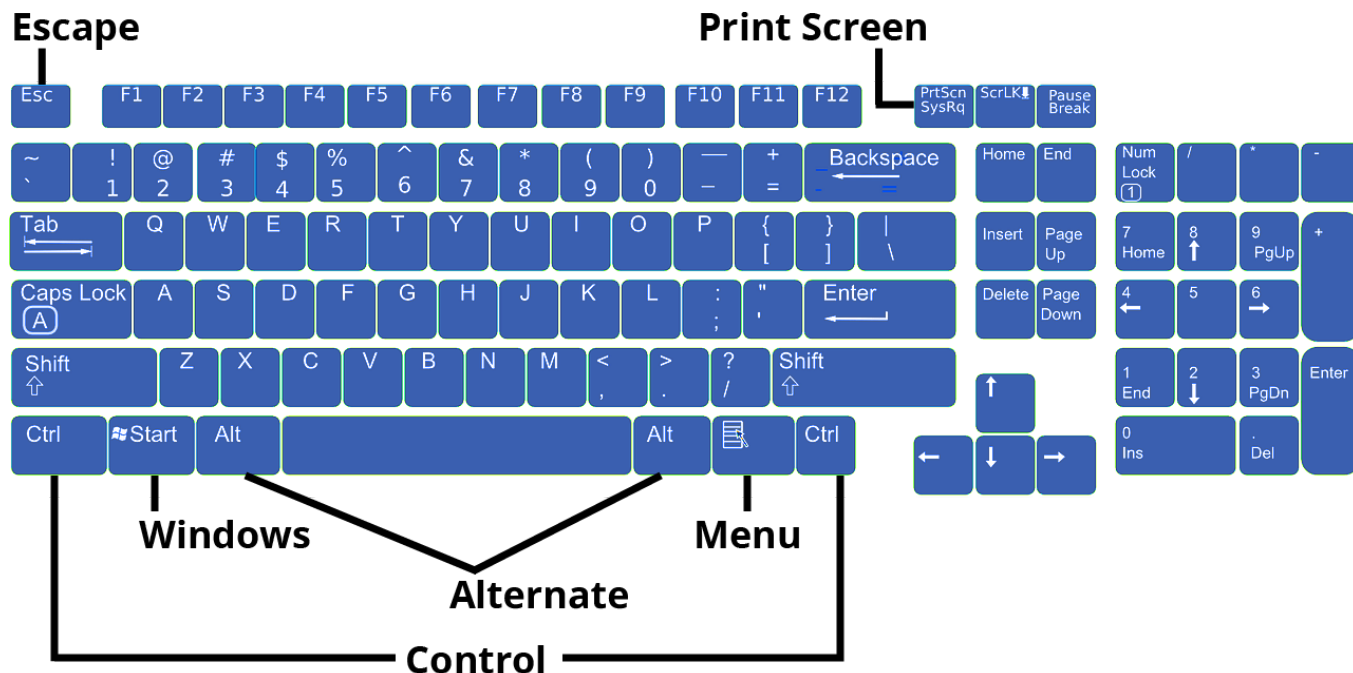 Escape Print Screen
Esc F1 F2 F3 F4 F5 F6 F7 F8 F9 F10 F11 F12 PrtScn SysRq ScrLK Pause Break
~ ` ! 1 @ 2 # 3 $ 4 % 5 ^ 6 & 7 * 8 ( 9 ) 0 — – + = Backspace Home End Num Lock 1 / * -
Tab Q W E R T Y U I O P { [ } ] | \ Insert Page Up 7 Home 8 ↑ 9 PgUp +
Caps Lock A A S D F G H J K L : ; " ' Enter Delete Page Down 4 ← 5 6 →
Shift ⇧ Z X C V B N M < , > . ? / Shift ⇧ ↑ 1 End 2 ↓ 3 PgDn Enter
Ctrl Start Alt Alt Ctrl ← ↓ → 0 Ins . Del
Windows Menu
Alternate
Control